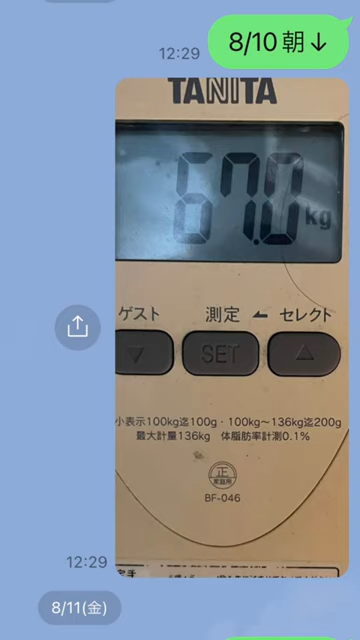 8/10 朝↓
12:29
TANITA
67.0 kg
ゲスト 測定 セレクト
▼ SET ▲
小表示100kg迄100g・100kg～136kg迄200g
最大計量136kg 体脂肪率計測0.1%
正
家庭用
BF-046
12:29
8/11(金)